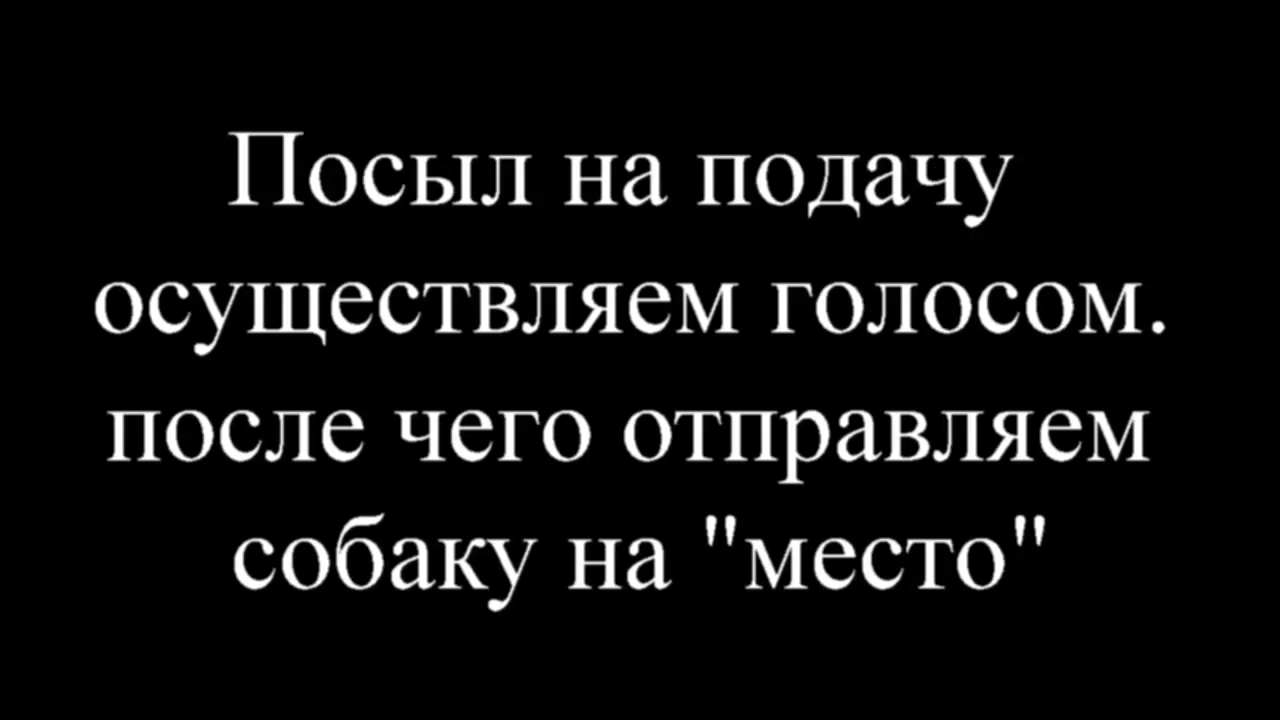 Посыл на подачу
осуществляем голосом.
после чего отправляем
собаку на "место"